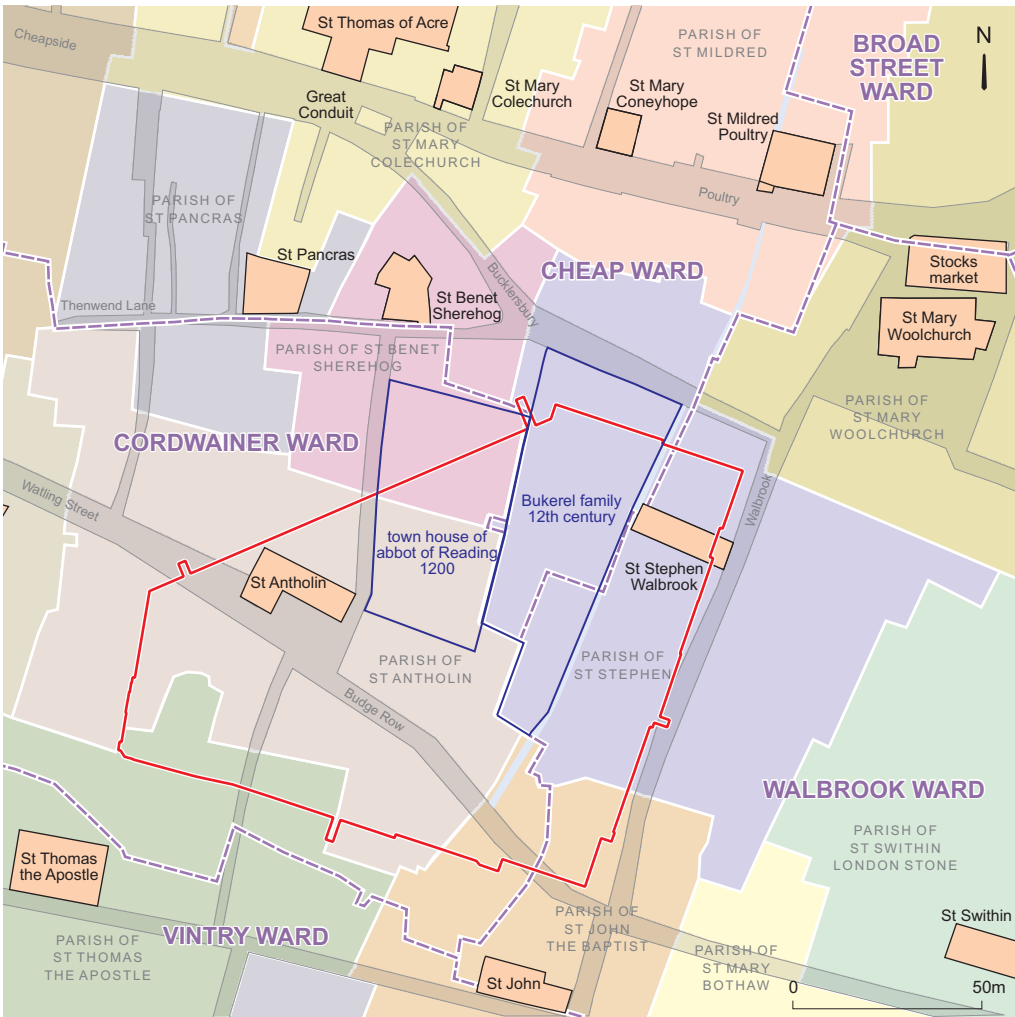 St Thomas of Acre
Cheapside
PARISH OF
ST MILDRED
BROAD
STREET
WARD
N
Great
Conduit
St Mary
Colechurch
St Mary
Coneyhope
St Mildred
Poultry
PARISH OF
ST MARY
COLECHURCH
PARISH OF
ST PANCRAS
Poultry
St Pancras
St Benet
Sherehog
Bucklersbury
CHEAP WARD
Stocks
market
St Mary
Woolchurch
Thenwend Lane
PARISH OF ST BENET
SHEREHOG
PARISH OF
ST MARY
WOOLCHURCH
CORDWAINER WARD
Watling Street
Bukerel family
12th century
Walbrook
town house of
abbot of Reading
1200
St Antholin
St Stephen
Walbrook
PARISH OF
ST ANTHOLIN
PARISH OF
ST STEPHEN
Budge Row
WALBROOK WARD
PARISH OF
ST SWITHIN
LONDON STONE
St Thomas
the Apostle
VINTRY WARD
PARISH OF
ST THOMAS
THE APOSTLE
PARISH OF
ST JOHN
THE BAPTIST
St Swithin
PARISH OF
ST MARY
BOTHAW
St John
0
50m